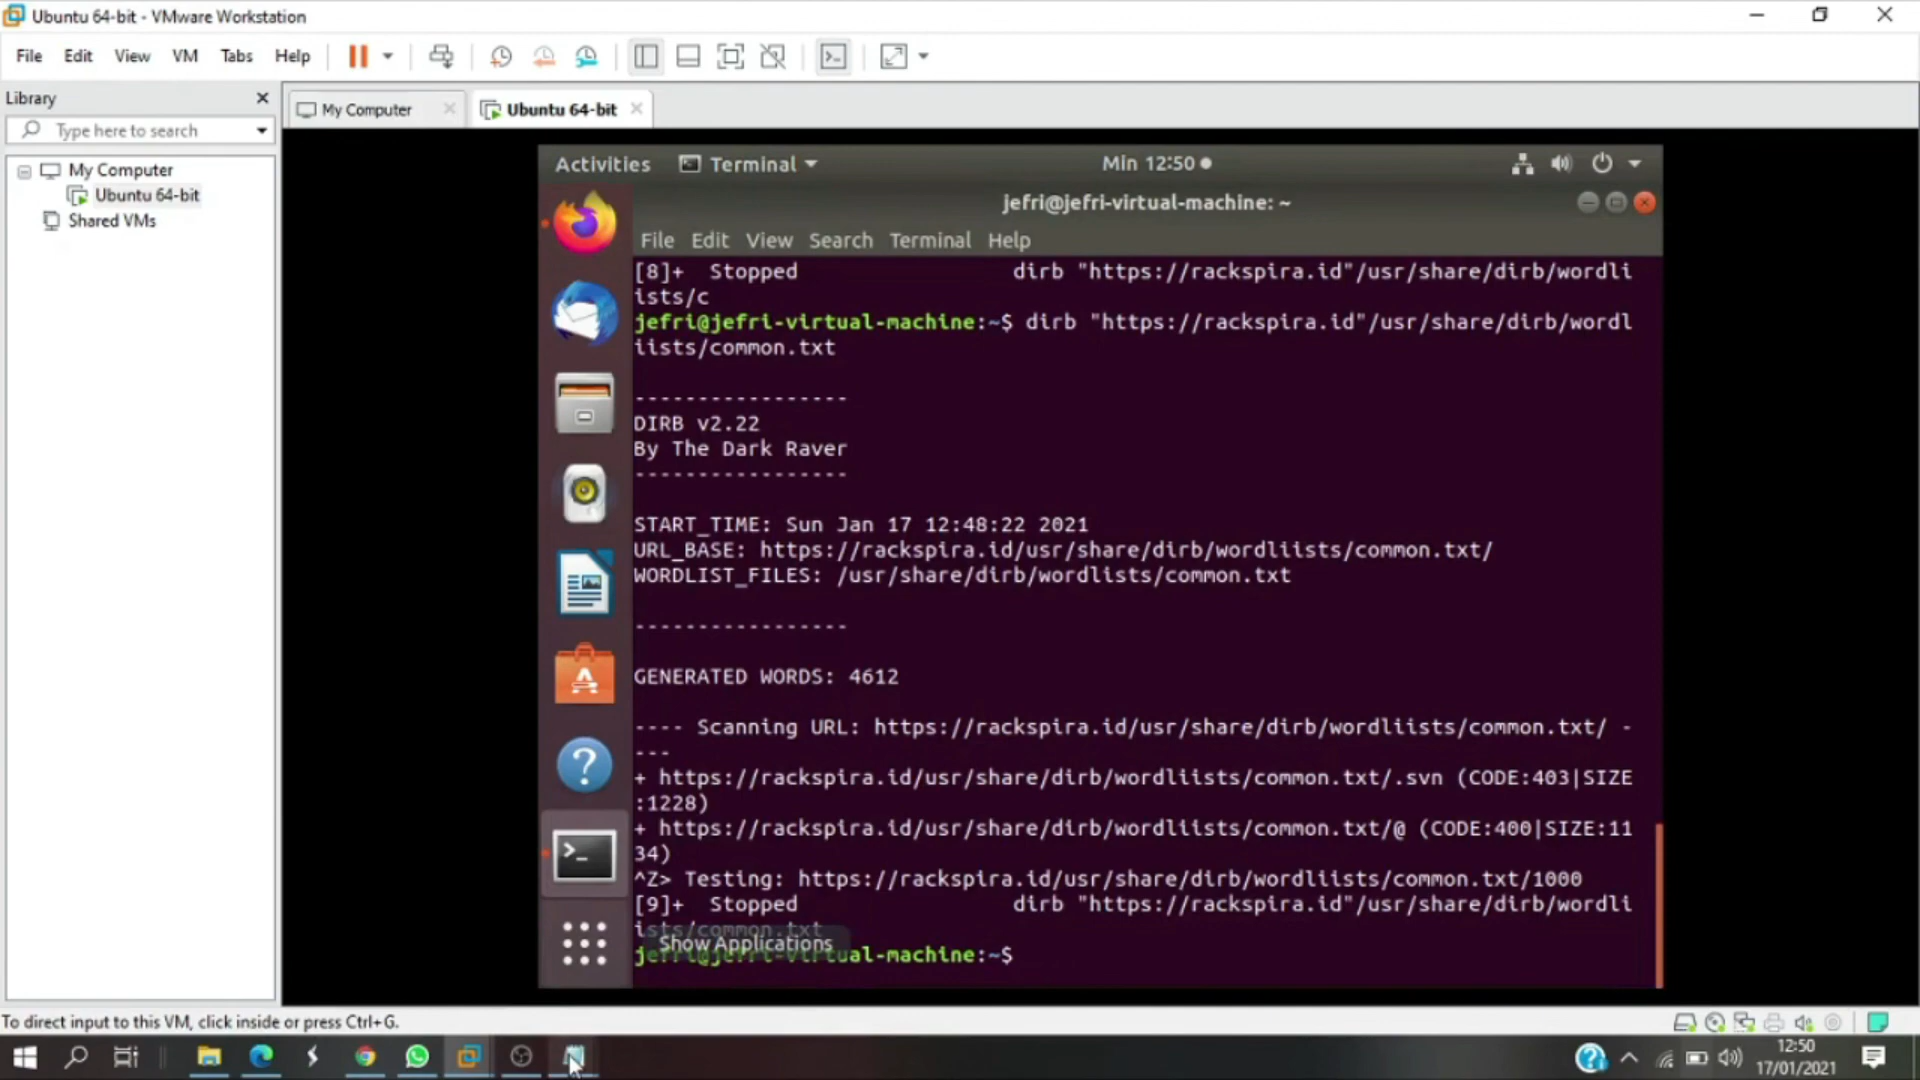 Ubuntu 64-bit - VMware Workstation
File Edit View VM Tabs Help
Library
Type here to search
My Computer
Ubuntu 64-bit
Shared VMs
My Computer
Ubuntu 64-bit
Activities Terminal Min 12:50
jefri@jefri-virtual-machine: ~
File Edit View Search Terminal Help
[8]+ Stopped dirb "https://rackspira.id"/usr/share/dirb/wordli
ists/c
jefri@jefri-virtual-machine:~$ dirb "https://rackspira.id"/usr/share/dirb/wordl
iists/common.txt
-----------------
DIRB v2.22
By The Dark Raver
-----------------
START_TIME: Sun Jan 17 12:48:22 2021
URL_BASE: https://rackspira.id/usr/share/dirb/wordliists/common.txt/
WORDLIST_FILES: /usr/share/dirb/wordlists/common.txt
-----------------
GENERATED WORDS: 4612
---- Scanning URL: https://rackspira.id/usr/share/dirb/wordliists/common.txt/ -
---
+ https://rackspira.id/usr/share/dirb/wordliists/common.txt/.svn (CODE:403|SIZE
:1228)
+ https://rackspira.id/usr/share/dirb/wordliists/common.txt/@ (CODE:400|SIZE:11
34)
^Z> Testing: https://rackspira.id/usr/share/dirb/wordliists/common.txt/1000
[9]+ Stopped dirb "https://rackspira.id"/usr/share/dirb/wordli
ists/common.txt
Show Applications
jefri@jefri-virtual-machine:~$
To direct input to this VM, click inside or press Ctrl+G.
12:50
17/01/2021